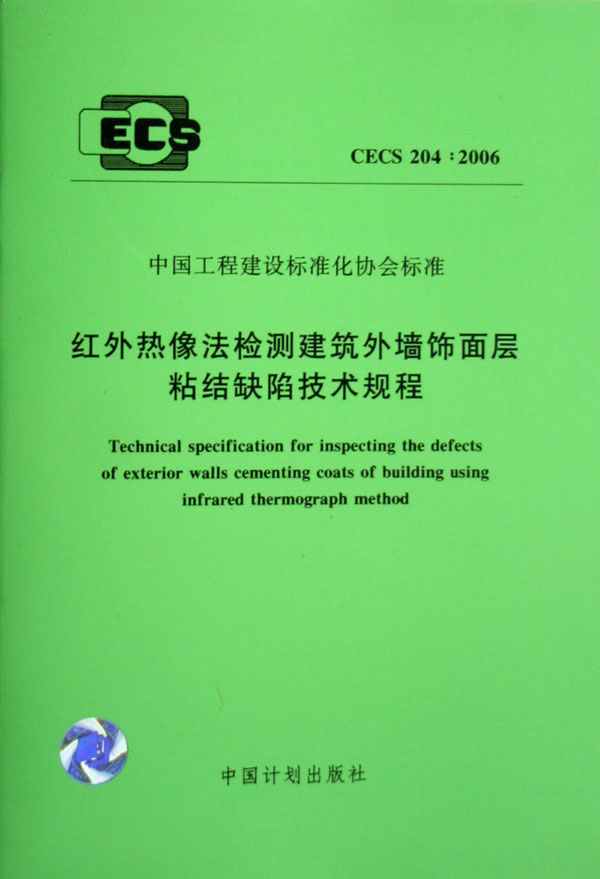 ECS
CECS 204：2006
中国工程建设标准化协会标准
红外热像法检测建筑外墙饰面层
粘结缺陷技术规程
Technical specification for inspecting the defects
of exterior walls cementing coats of building using
infrared thermograph method
中国计划出版社